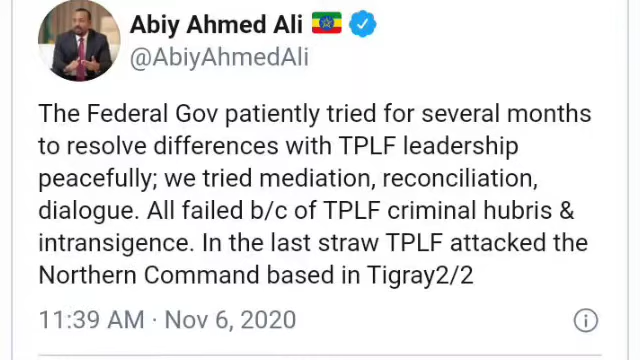 Abiy Ahmed Ali
@AbiyAhmedAli
The Federal Gov patiently tried for several months
to resolve differences with TPLF leadership
peacefully; we tried mediation, reconciliation,
dialogue. All failed b/c of TPLF criminal hubris &
intransigence. In the last straw TPLF attacked the
Northern Command based in Tigray2/2
11:39 AM · Nov 6, 2020